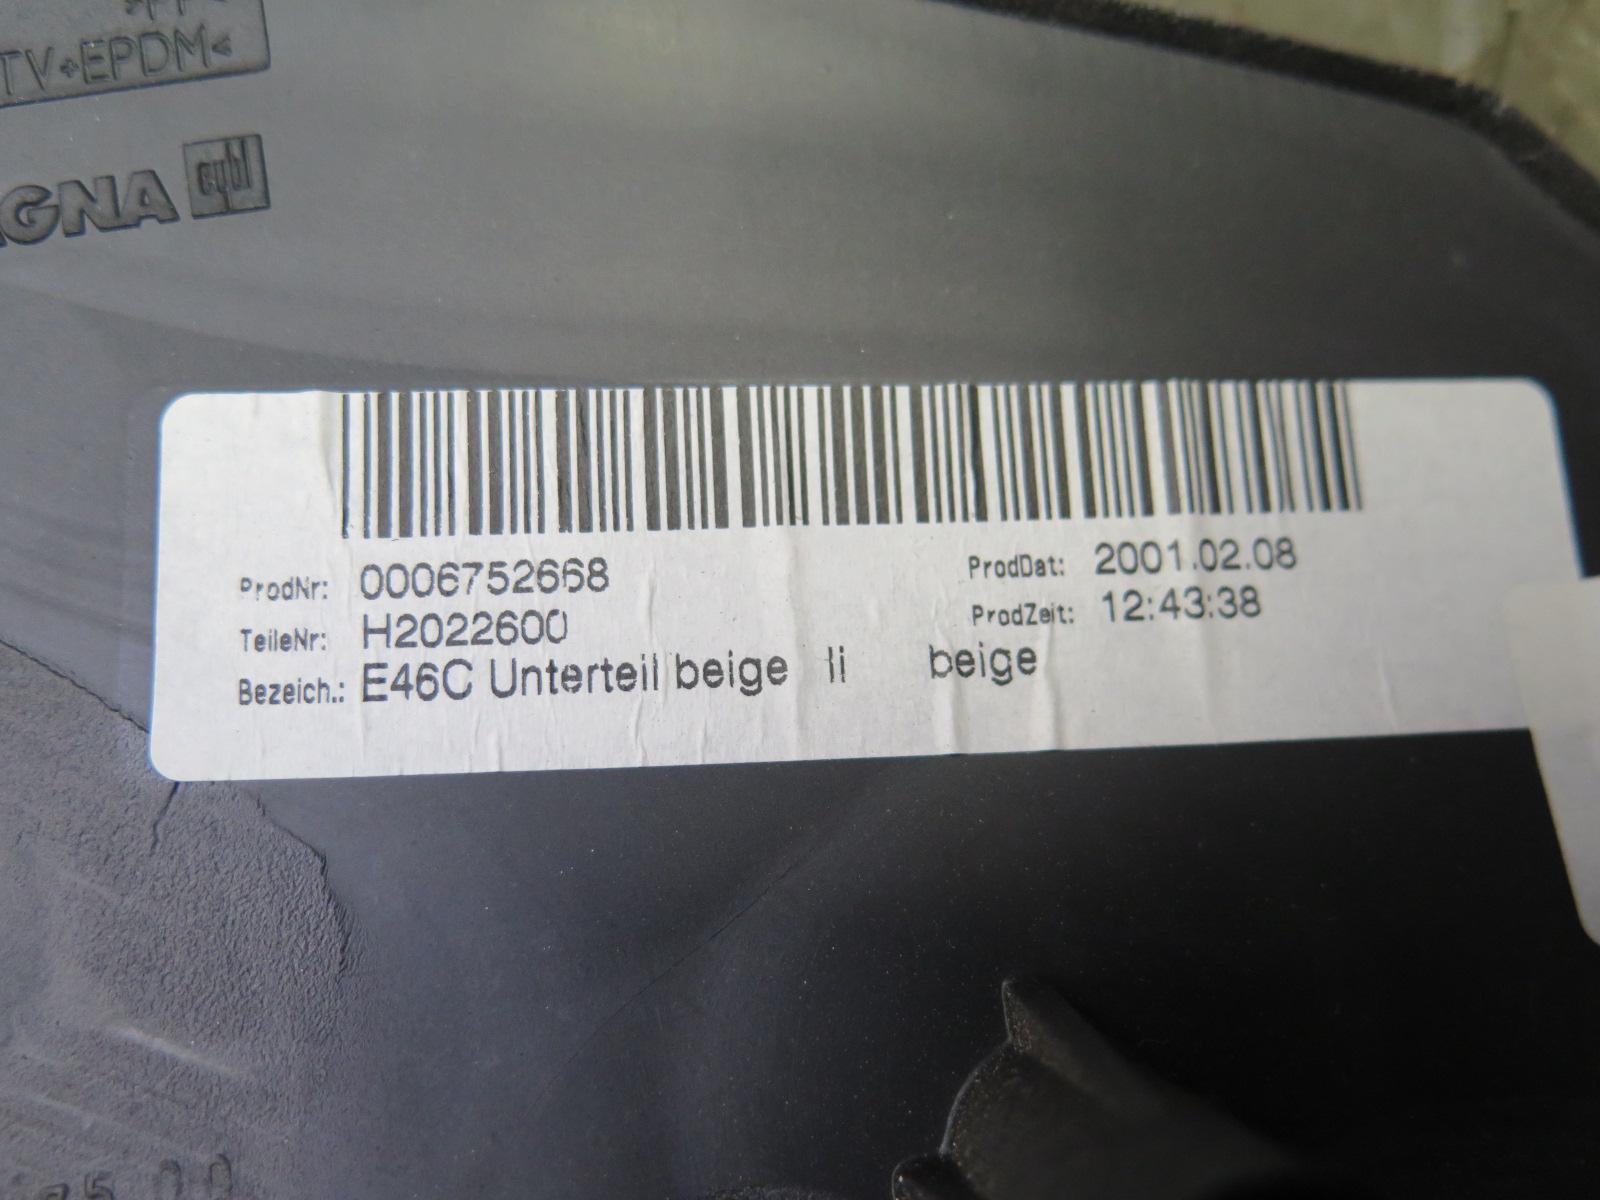 TV+EPDM<
GNA cybl
ProdNr: 0006752668 ProdDat: 2001.02.08
TeileNr: H2022600 ProdZeit: 12:43:38
Bezeich.: E46C Unterteil beige li beige